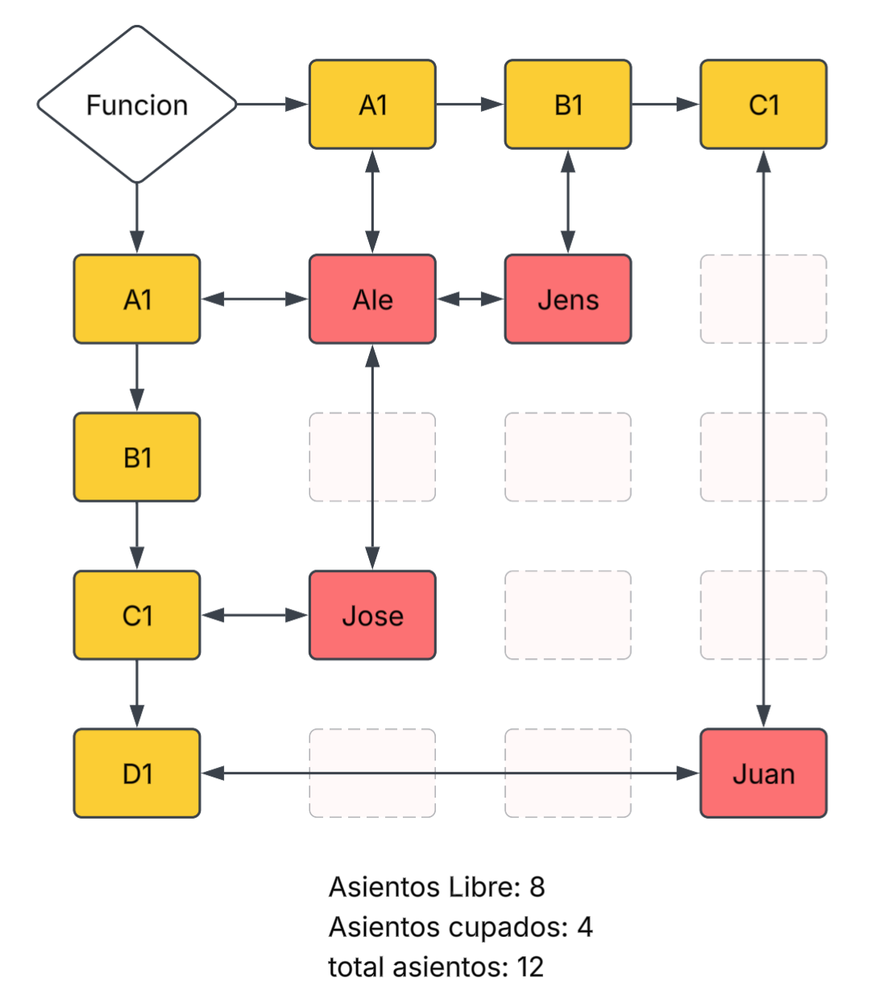 Funcion
A1
B1
C1
A1
Ale
Jens
B1
C1
Jose
D1
Juan
Asientos Libre: 8
Asientos cupados: 4
total asientos: 12